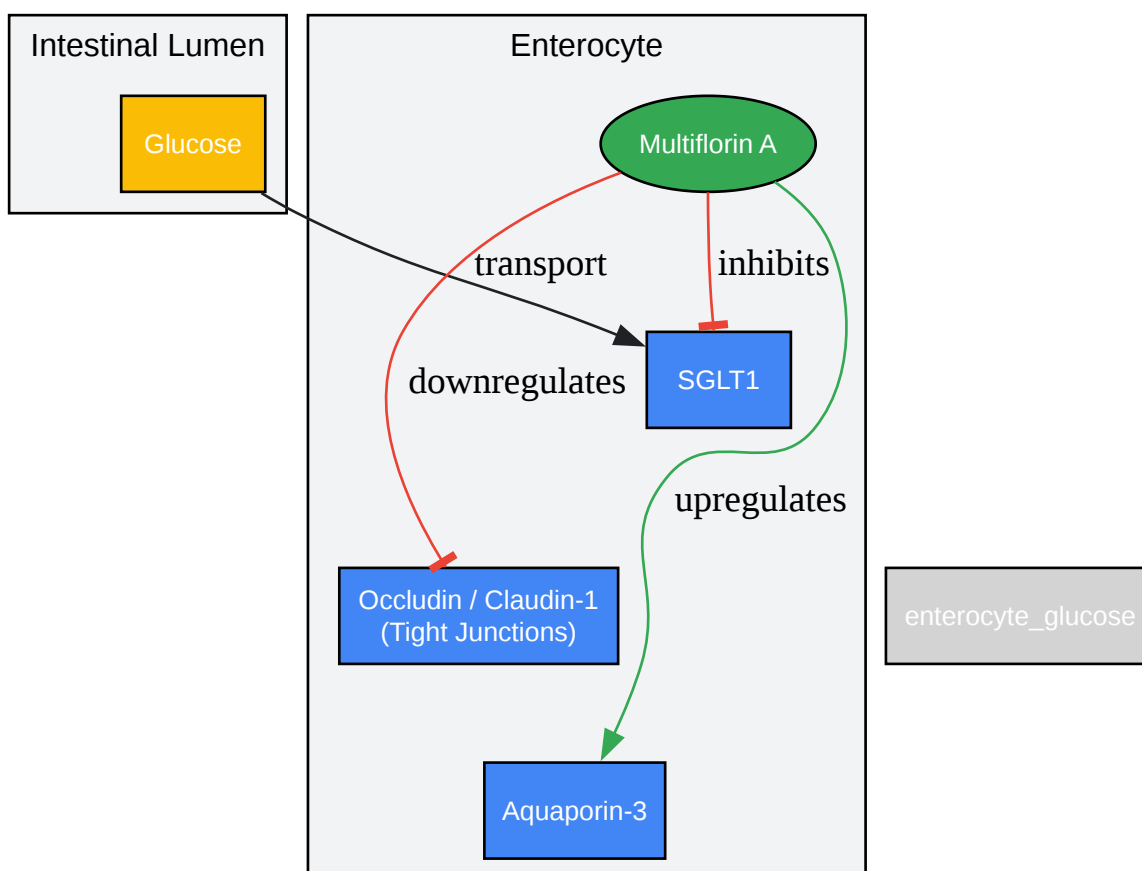 Intestinal Lumen
Enterocyte
Glucose
Multiflorin A
transport
inhibits
downregulates
SGLT1
upregulates
Occludin / Claudin-1
(Tight Junctions)
enterocyte_glucose
Aquaporin-3